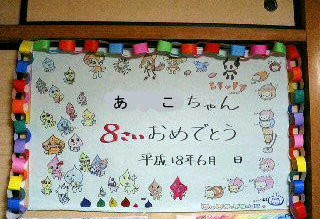 あ こちゃん
8さいおめでとう
平成18年6月 日